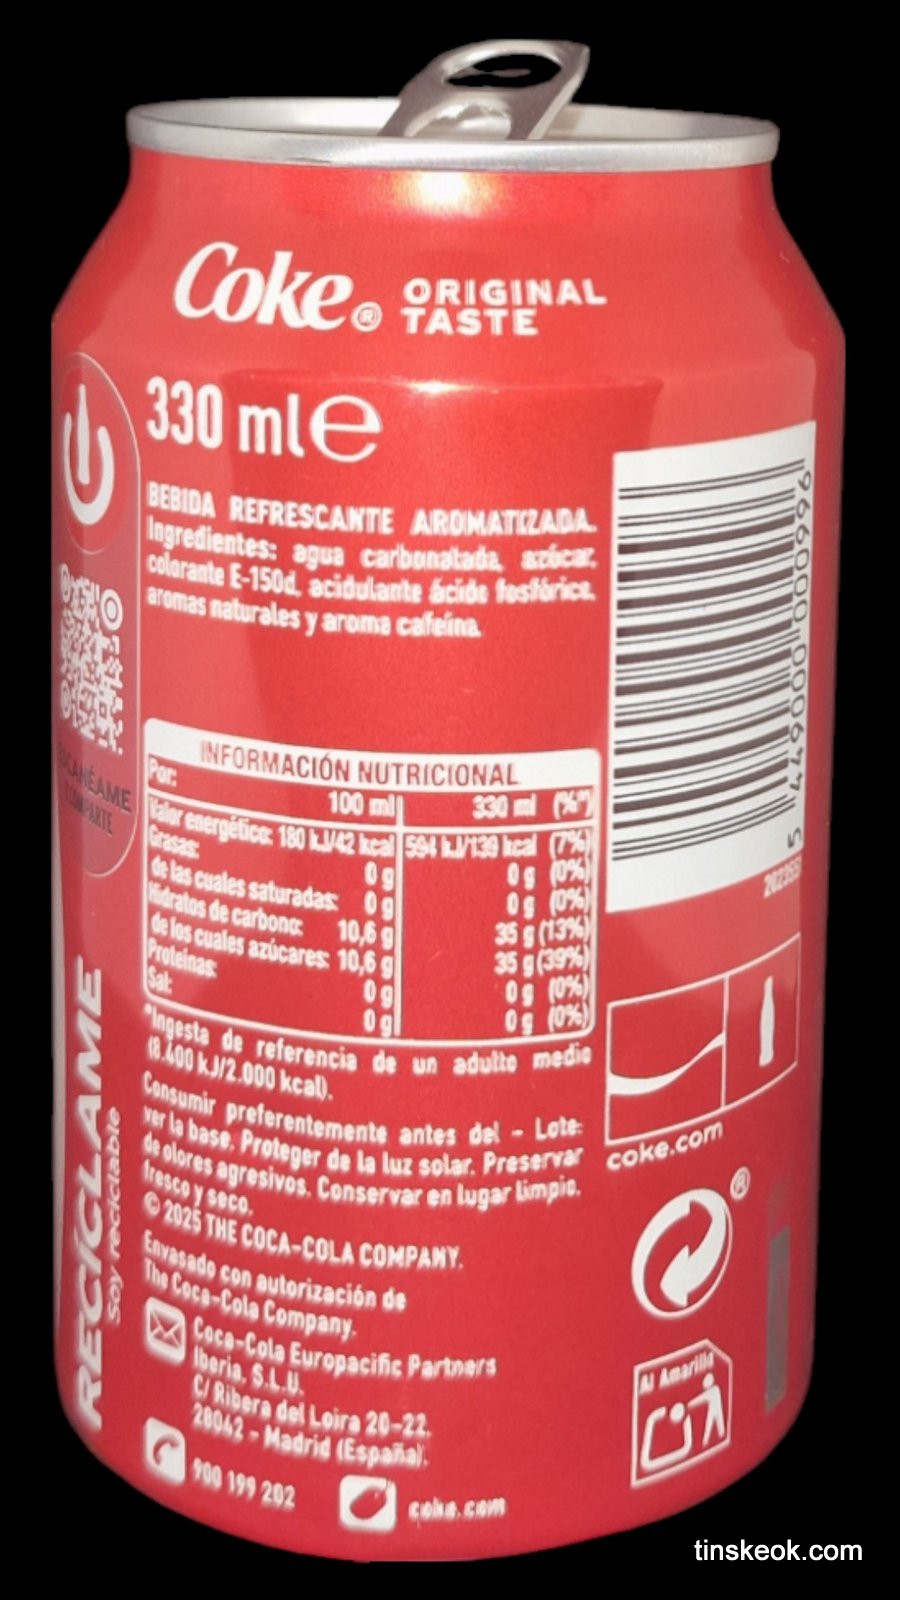 Coke® ORIGINAL
TASTE
330 ml e
BEBIDA REFRESCANTE AROMATIZADA.
Ingredientes: agua carbonatada, azúcar,
colorante E-150d, acidulante ácido fosfórico,
aromas naturales y aroma cafeína.
INFORMACIÓN NUTRICIONAL
Por: 100 ml 330 ml (%*)
Valor energético: 180 kJ/42 kcal 594 kJ/139 kcal (7%)
Grasas: 0 g 0 g (0%)
de las cuales saturadas: 0 g 0 g (0%)
Hidratos de carbono: 10,6 g 35 g (13%)
de los cuales azúcares: 10,6 g 35 g (39%)
Proteínas: 0 g 0 g (0%)
Sal: 0 g 0 g (0%)
*Ingesta de referencia de un adulto medio
(8.400 kJ/2.000 kcal).
Consumir preferentemente antes del - Lote:
ver la base. Proteger de la luz solar. Preservar
de olores agresivos. Conservar en lugar limpio,
fresco y seco.
© 2025 THE COCA-COLA COMPANY.
Envasado con autorización de
The Coca-Cola Company.
Coca-Cola Europacific Partners
Iberia, S.L.U.
C/ Ribera del Loira 20-22.
28042 - Madrid (España).
900 199 202
coke.com
ESCANÉAME
Y COMPARTE
RECÍCLAME
Soy reciclable
5 449000 000996
coke.com
®
Al Amarillo
tinskeok.com